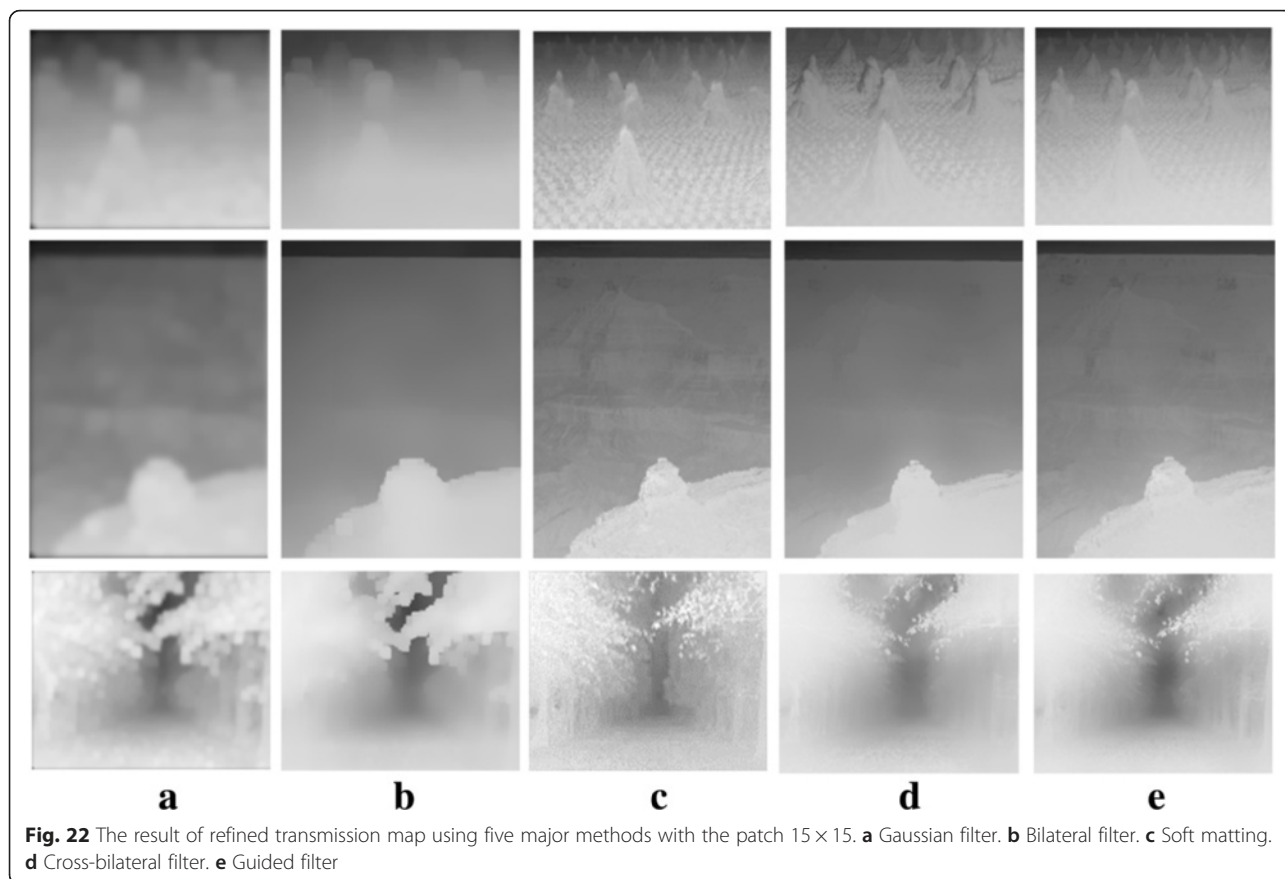 a b c d e
Fig. 22 The result of refined transmission map using five major methods with the patch 15 × 15. a Gaussian filter. b Bilateral filter. c Soft matting.
d Cross-bilateral filter. e Guided filter